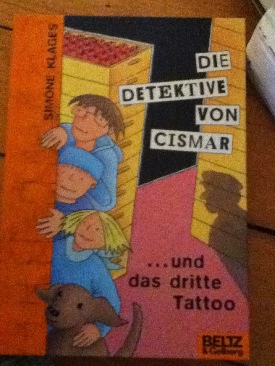 SIMONE KLAGES
DIE
DETEKTIVE
VON
CISMAR
...und
das dritte
Tattoo
BELTZ
& Gelberg